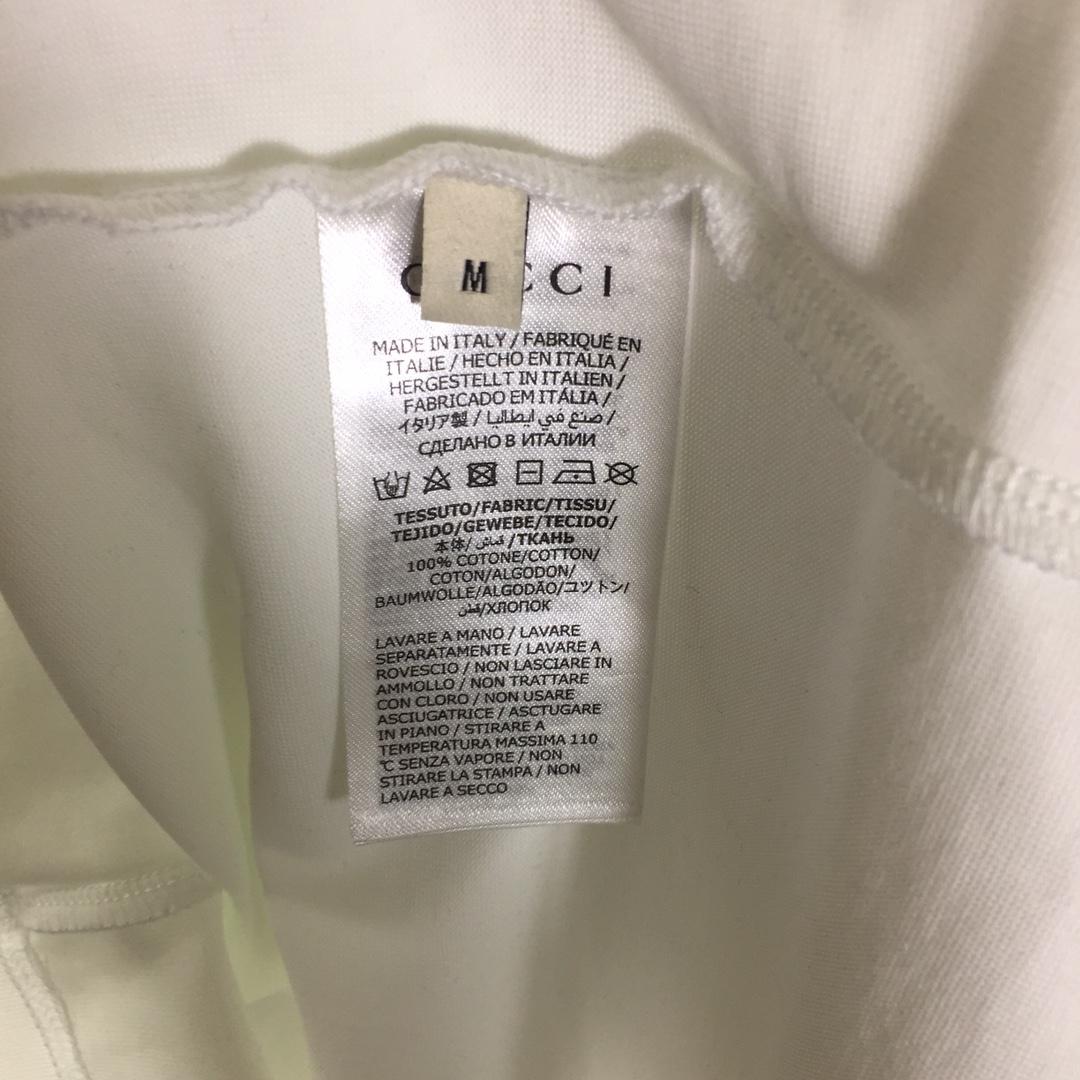 M
CCI
MADE IN ITALY / FABRIQUÉ EN
ITALIE / HECHO EN ITALIA /
HERGESTELLT IN ITALIEN /
FABRICADO EM ITÁLIA /
イタリア製 / صنع في ايطاليا /
СДЕЛАНО В ИТАЛИИ
TESSUTO/FABRIC/TISSU/
TEJIDO/GEWEBE/TECIDO/
本体/ قماش /ТКАНЬ
100% COTONE/COTTON/
COTON/ALGODON/
BAUMWOLLE/ALGODÃO/コットン/
قطن/ХЛОПОК
LAVARE A MANO / LAVARE
SEPARATAMENTE / LAVARE A
ROVESCIO / NON LASCIARE IN
AMMOLLO / NON TRATTARE
CON CLORO / NON USARE
ASCIUGATRICE / ASCTUGARE
IN PIANO / STIRARE A
TEMPERATURA MASSIMA 110
℃ SENZA VAPORE / NON
STIRARE LA STAMPA / NON
LAVARE A SECCO